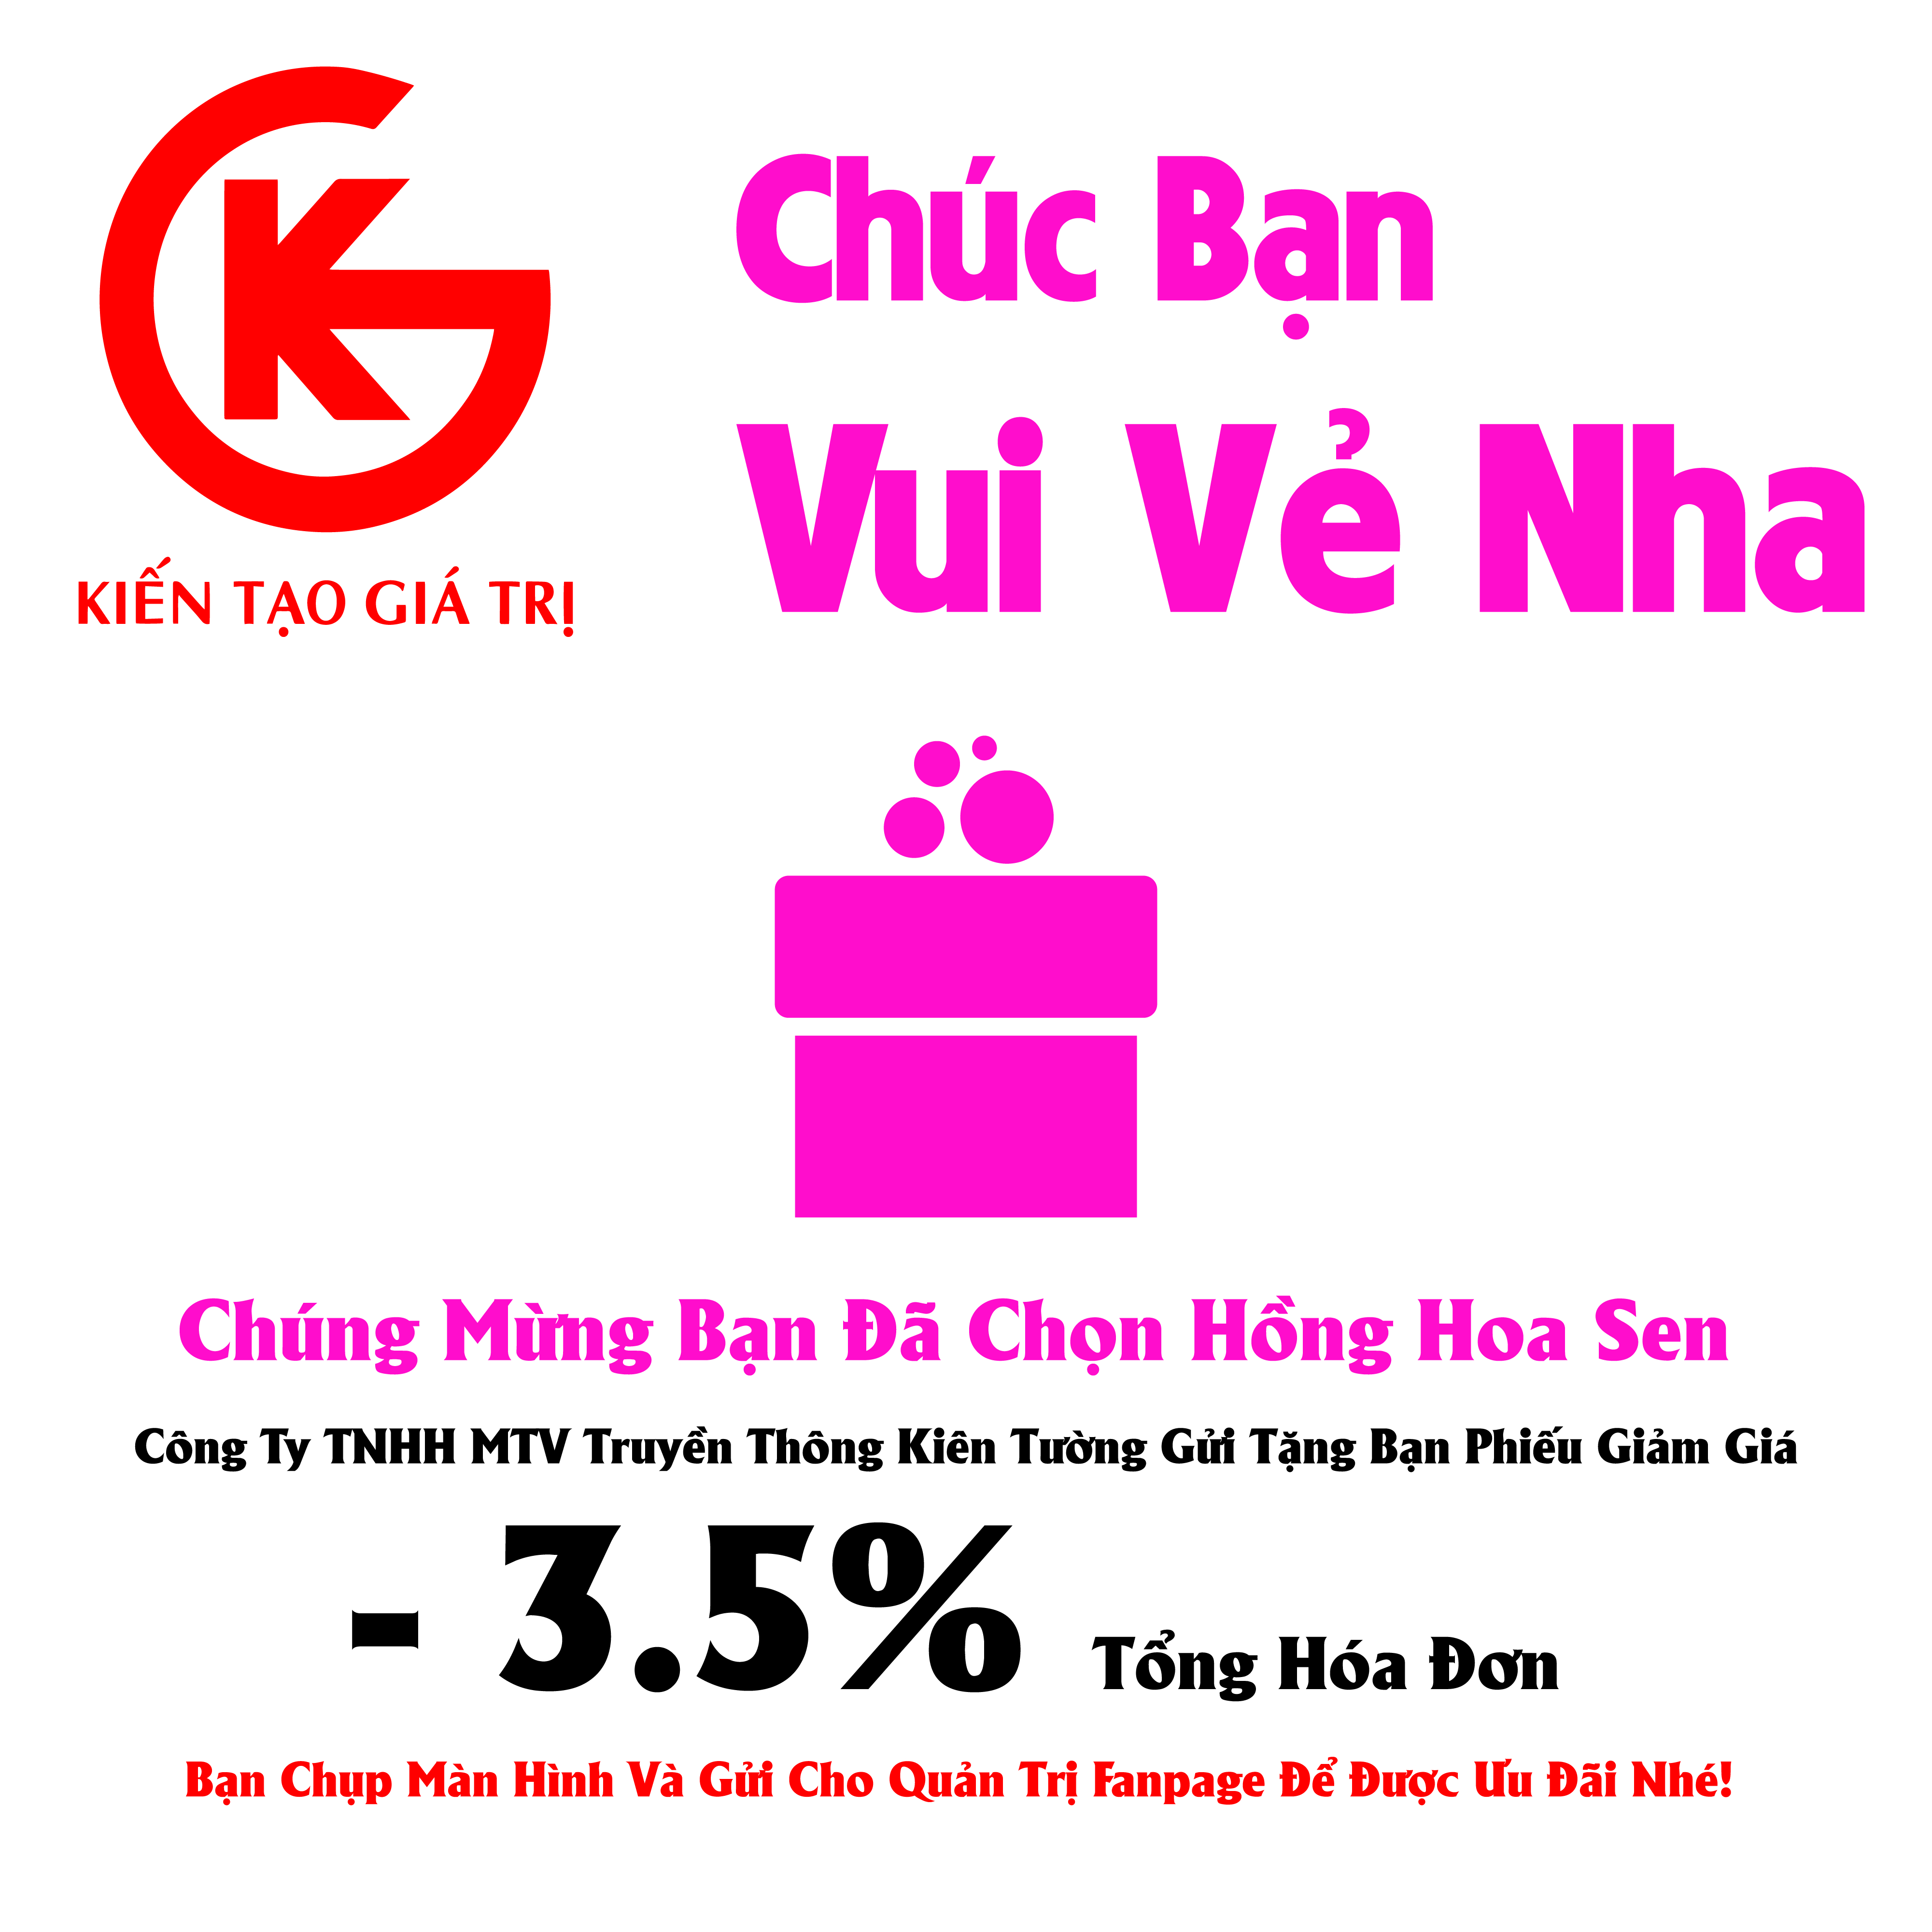 KIẾN TẠO GIÁ TRỊ
Chúc Bạn
Vui Vẻ Nha
Chúng Mừng Bạn Đã Chọn Hồng Hoa Sen
Công Ty TNHH MTV Truyền Thông Kiến Tường Gửi Tặng Bạn Phiếu Giảm Giá
- 3.5% Tổng Hóa Đơn
Bạn Chụp Màn Hình Và Gửi Cho Quản Trị Fanpage Để Được Ưu Đãi Nhé!